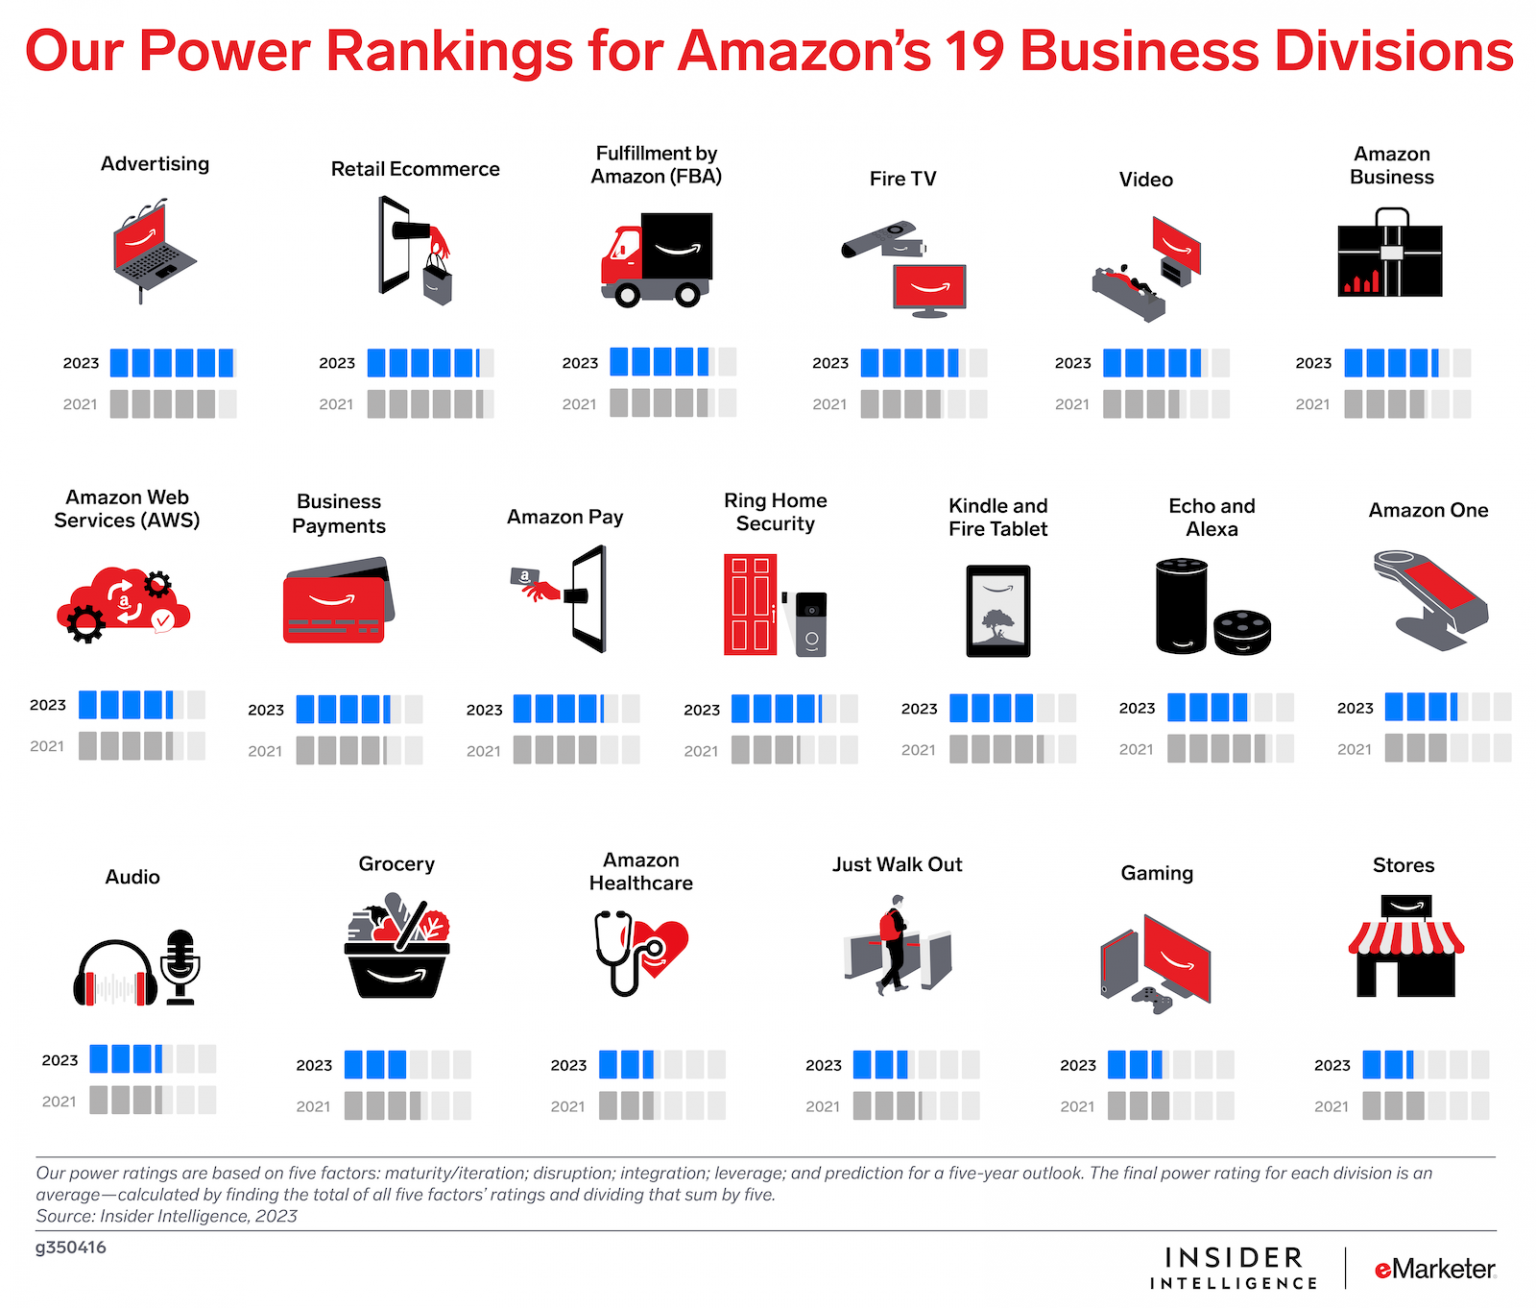 Our Power Rankings for Amazon's 19 Business Divisions
Advertising
2023
2021
Retail Ecommerce
2023
2021
Fulfillment by
Amazon (FBA)
2023
2021
Fire TV
2023
2021
Video
2023
2021
Amazon
Business
2023
2021
Amazon Web
Services (AWS)
a
2023
2021
Business
Payments
2023
2021
Amazon Pay
a
2023
2021
Ring Home
Security
2023
2021
Kindle and
Fire Tablet
2023
2021
Echo and
Alexa
2023
2021
Amazon One
2023
2021
Audio
2023
2021
Grocery
2023
2021
Amazon
Healthcare
2023
2021
Just Walk Out
2023
2021
Gaming
2023
2021
Stores
2023
2021
Our power ratings are based on five factors: maturity/iteration; disruption; integration; leverage; and prediction for a five-year outlook. The final power rating for each division is an
average—calculated by finding the total of all five factors' ratings and dividing that sum by five.
Source: Insider Intelligence, 2023
g350416
INSIDER
INTELLIGENCE
eMarketer